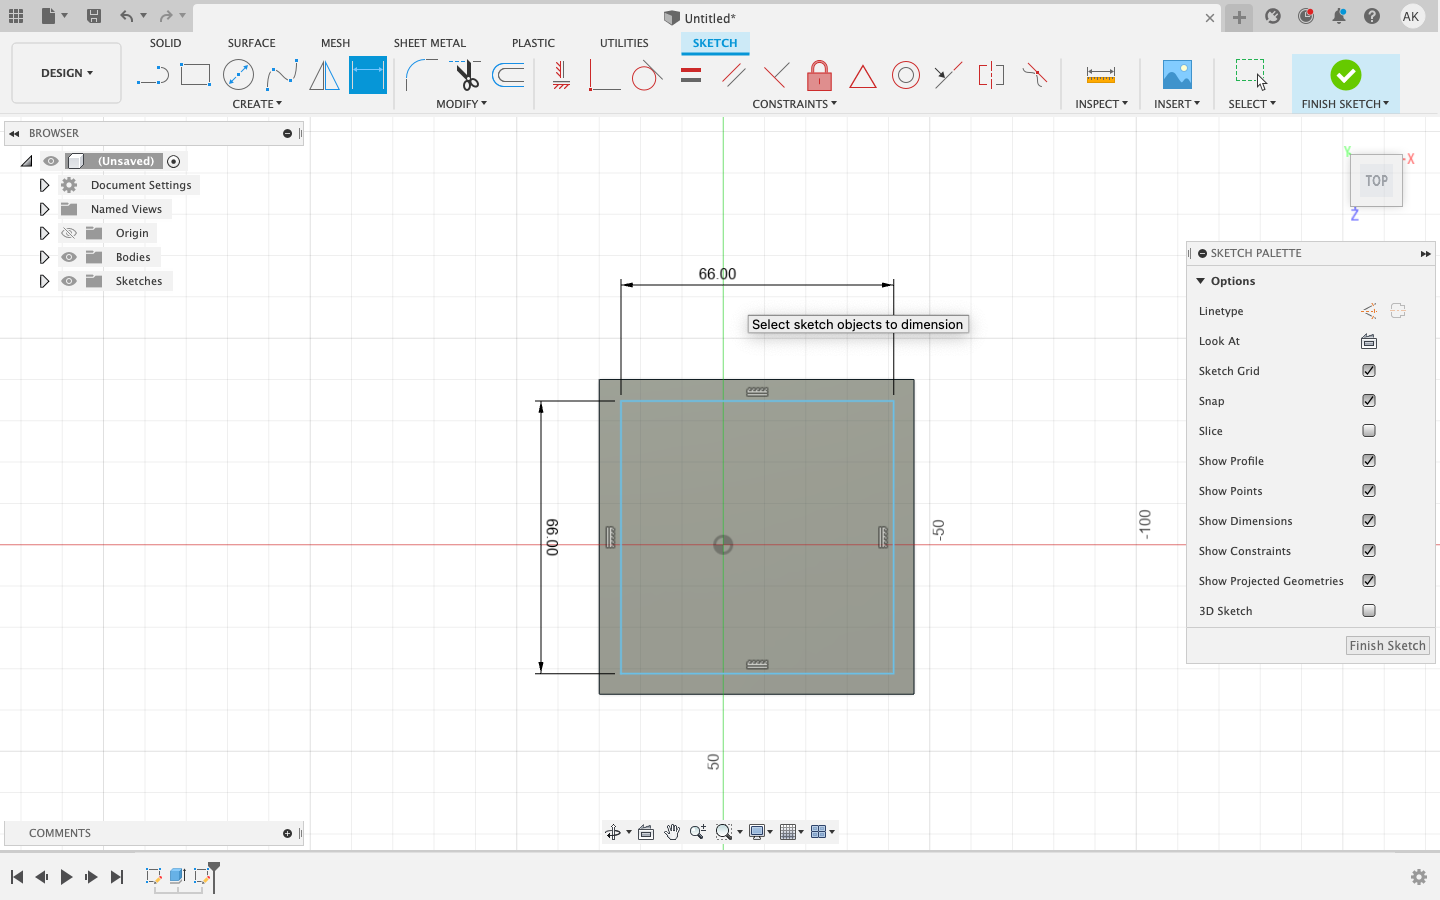 Untitled*
AK
DESIGN
SOLID
SURFACE
MESH
SHEET METAL
PLASTIC
UTILITIES
SKETCH
CREATE
MODIFY
CONSTRAINTS
INSPECT
INSERT
SELECT
FINISH SKETCH
BROWSER
(Unsaved)
Document Settings
Named Views
Origin
Bodies
Sketches
Y
X
TOP
Z
66.00
Select sketch objects to dimension
66.00
-50
-100
50
SKETCH PALETTE
Options
Linetype
Look At
Sketch Grid
Snap
Slice
Show Profile
Show Points
Show Dimensions
Show Constraints
Show Projected Geometries
3D Sketch
Finish Sketch
COMMENTS